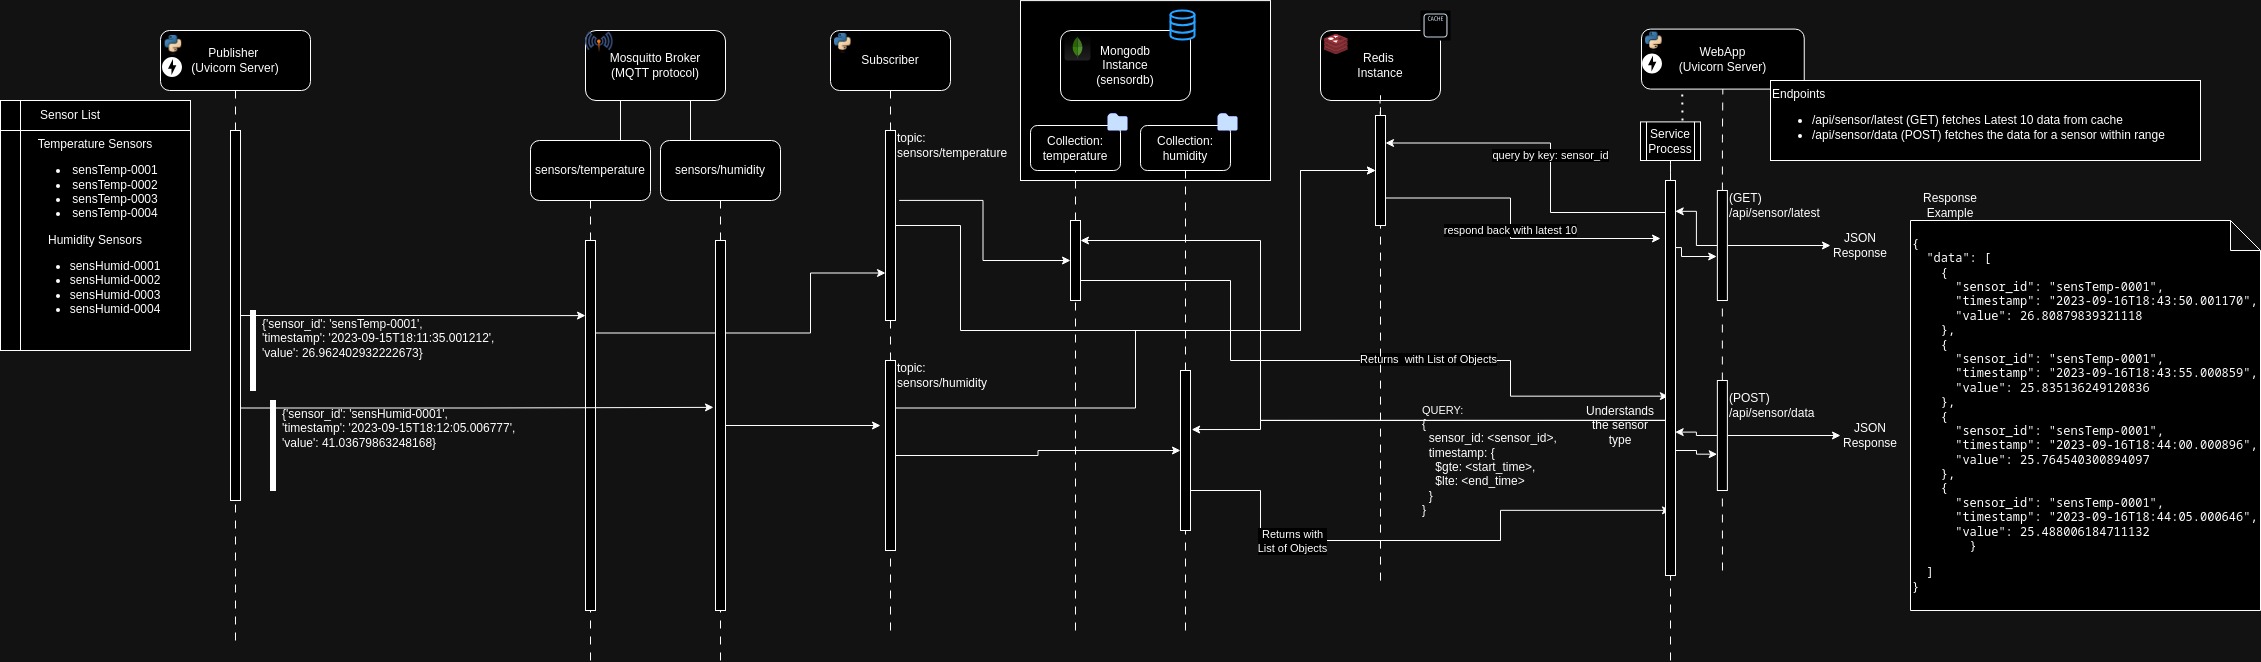 Publisher
(Uvicorn Server)
Mosquitto Broker
(MQTT protocol)
Subscriber
Mongodb
Instance
(sensordb)
Redis
Instance
CACHE
WebApp
(Uvicorn Server)
Endpoints
/api/sensor/latest (GET) fetches Latest 10 data from cache
/api/sensor/data (POST) fetches the data for a sensor within range
Sensor List
Temperature Sensors
sensTemp-0001
sensTemp-0002
sensTemp-0003
sensTemp-0004
Humidity Sensors
sensHumid-0001
sensHumid-0002
sensHumid-0003
sensHumid-0004
sensors/temperature
sensors/humidity
topic:
sensors/temperature
Collection:
temperature
Collection:
humidity
Service
Process
query by key: sensor_id
respond back with latest 10
(GET)
/api/sensor/latest
JSON
Response
{'sensor_id': 'sensTemp-0001',
'timestamp': '2023-09-15T18:11:35.001212',
'value': 26.962402932222673}
{'sensor_id': 'sensHumid-0001',
'timestamp': '2023-09-15T18:12:05.006777',
'value': 41.03679863248168}
topic:
sensors/humidity
Returns with List of Objects
QUERY:
{
sensor_id: <sensor_id>,
timestamp: {
$gte: <start_time>,
$lte: <end_time>
}
}
Understands
the sensor
type
(POST)
/api/sensor/data
JSON
Response
Returns with
List of Objects
Response
Example
{
"data": [
{
"sensor_id": "sensTemp-0001",
"timestamp": "2023-09-16T18:43:50.001170",
"value": 26.80879839321118
},
{
"sensor_id": "sensTemp-0001",
"timestamp": "2023-09-16T18:43:55.000859",
"value": 25.835136249120836
},
{
"sensor_id": "sensTemp-0001",
"timestamp": "2023-09-16T18:44:00.000896",
"value": 25.764540300894097
},
{
"sensor_id": "sensTemp-0001",
"timestamp": "2023-09-16T18:44:05.000646",
"value": 25.488006184711132
}
]
}